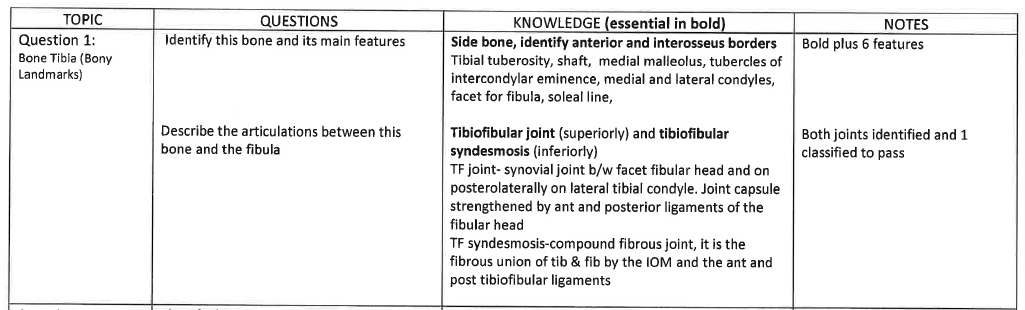 TOPIC
QUESTIONS
KNOWLEDGE (essential in bold)
NOTES
Question 1:
Bone Tibia (Bony
Landmarks)
Identify this bone and its main features
Side bone, identify anterior and interosseus borders
Tibial tuberosity, shaft, medial malleolus, tubercles of
intercondylar eminence, medial and lateral condyles,
facet for fibula, soleal line,
Bold plus 6 features
Describe the articulations between this
bone and the fibula
Tibiofibular joint (superiorly) and tibiofibular
syndesmosis (inferiorly)
TF joint- synovial joint b/w facet fibular head and on
posterolaterally on lateral tibial condyle. Joint capsule
strengthened by ant and posterior ligaments of the
fibular head
TF syndesmosis-compound fibrous joint, it is the
fibrous union of tib & fib by the IOM and the ant and
post tibiofibular ligaments
Both joints identified and 1
classified to pass